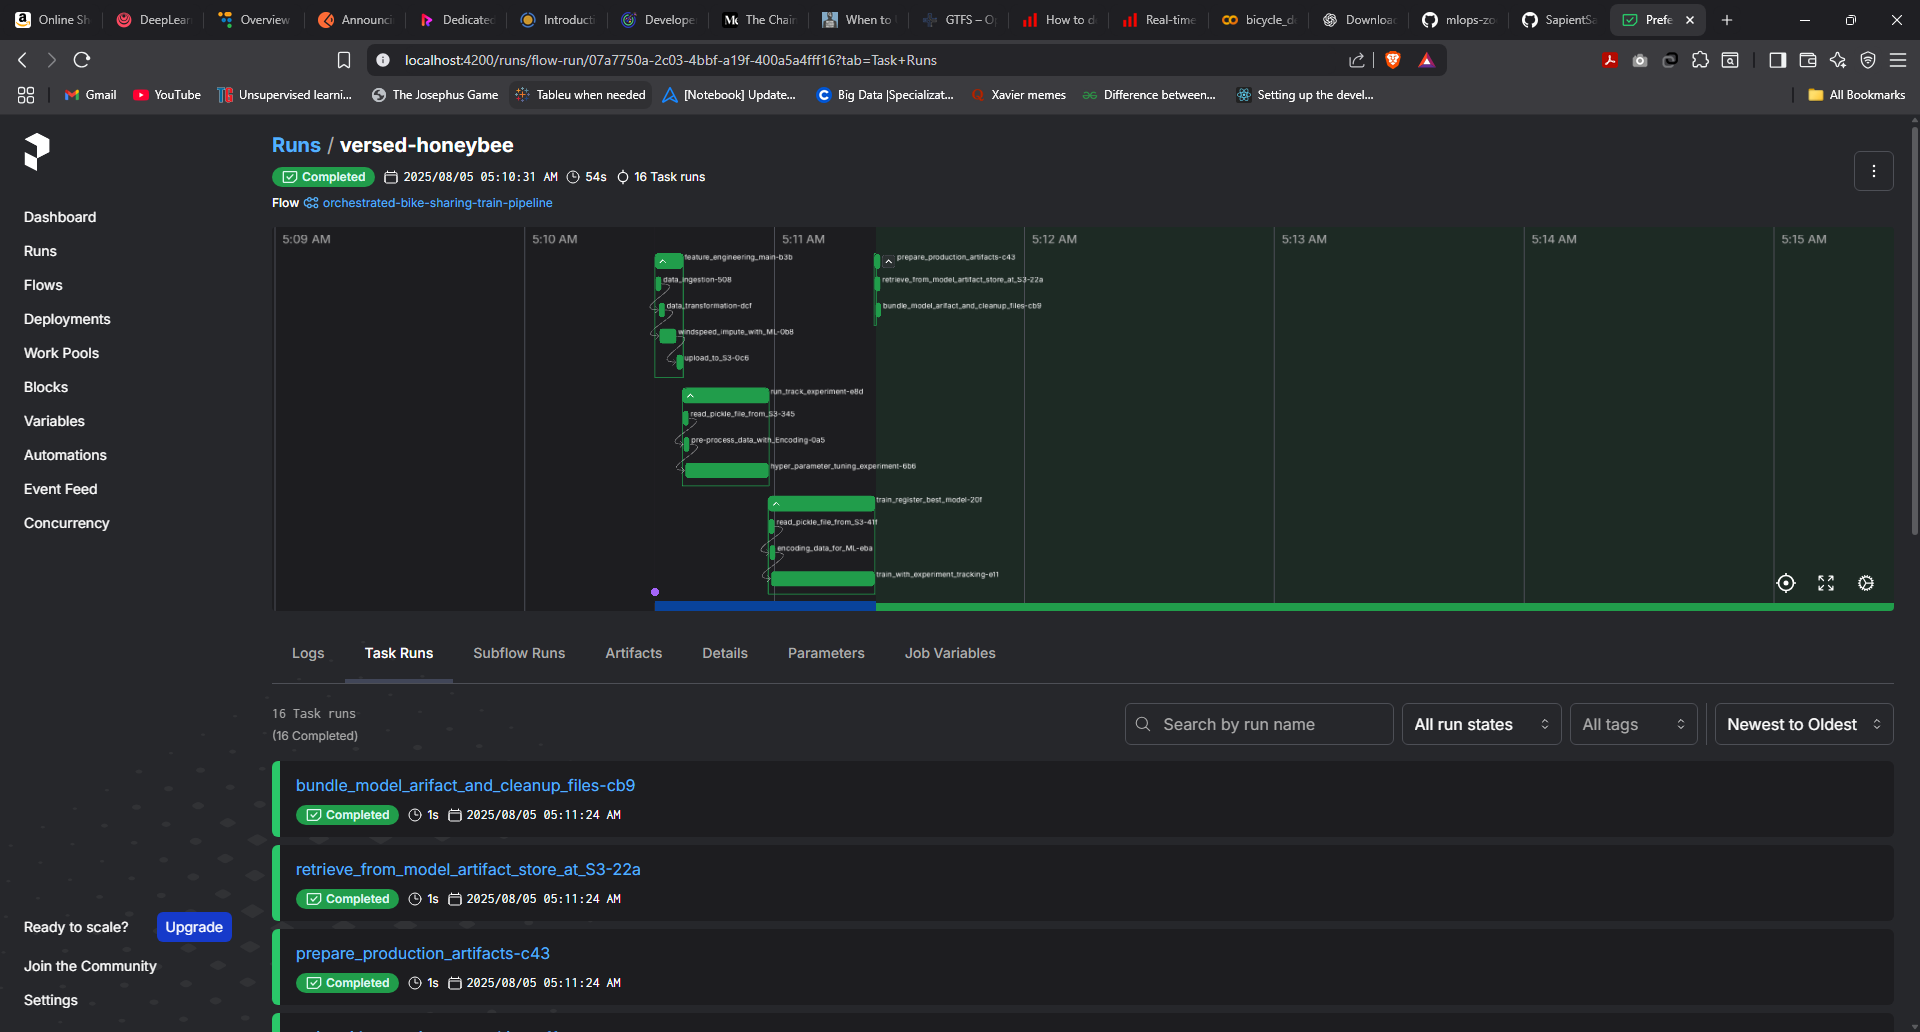 Online Sh
DeepLear
Overview
Announci
Dedicated
Introducti
Develope
The Chain
When to
GTFS – O
How to d
Real-time
bicycle_de
Downloac
mlops-zo
SapientSa
Prefe
localhost:4200/runs/flow-run/07a7750a-2c03-4bbf-a19f-400a5a4fff16?tab=Task+Runs
Gmail
YouTube
Unsupervised learni...
The Josephus Game
Tableu when needed
[Notebook] Update...
Big Data |Specializat...
Xavier memes
Difference between...
Setting up the devel...
All Bookmarks
Runs / versed-honeybee
Completed 2025/08/05 05:10:31 AM 54s 16 Task runs
Flow orchestrated-bike-sharing-train-pipeline
Dashboard
Runs
Flows
Deployments
Work Pools
Blocks
Variables
Automations
Event Feed
Concurrency
5:09 AM
5:10 AM
5:11 AM
5:12 AM
5:13 AM
5:14 AM
5:15 AM
feature_engineering_main-b3b
data_ingestion-508
data_transformation-dcf
windspeed_impute_with_ML-0b8
upload_to_S3-0c6
run_track_experiment-e8d
read_pickle_file_from_S3-345
pre-process_data_with_Encoding-0a5
hyper_parameter_tuning_experiment-6b6
train_register_best_model-20f
read_pickle_file_from_S3-41f
encoding_data_for_ML-eba
train_with_experiment_tracking-e11
prepare_production_artifacts-c43
retrieve_from_model_artifact_store_at_S3-22a
bundle_model_arifact_and_cleanup_files-cb9
Logs
Task Runs
Subflow Runs
Artifacts
Details
Parameters
Job Variables
16 Task runs
(16 Completed)
Search by run name
All run states
All tags
Newest to Oldest
bundle_model_arifact_and_cleanup_files-cb9
Completed 1s 2025/08/05 05:11:24 AM
retrieve_from_model_artifact_store_at_S3-22a
Completed 1s 2025/08/05 05:11:24 AM
prepare_production_artifacts-c43
Completed 1s 2025/08/05 05:11:24 AM
Ready to scale?
Upgrade
Join the Community
Settings